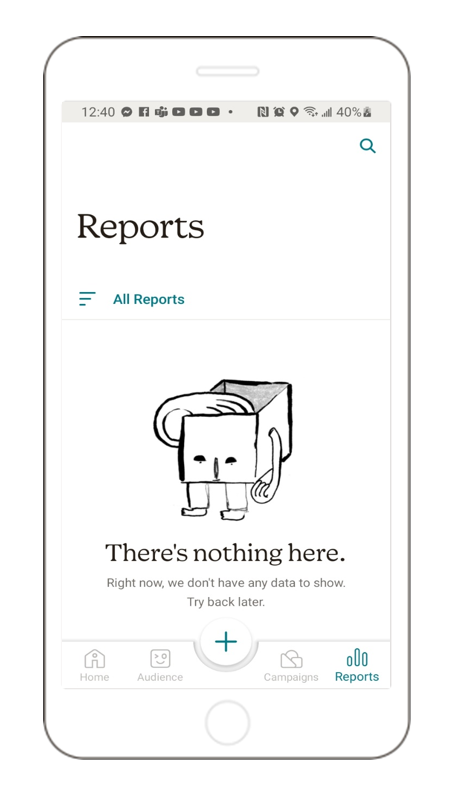 12:40
40%
Reports
All Reports
There's nothing here.
Right now, we don't have any data to show.
Try back later.
Home
Audience
Campaigns
Reports